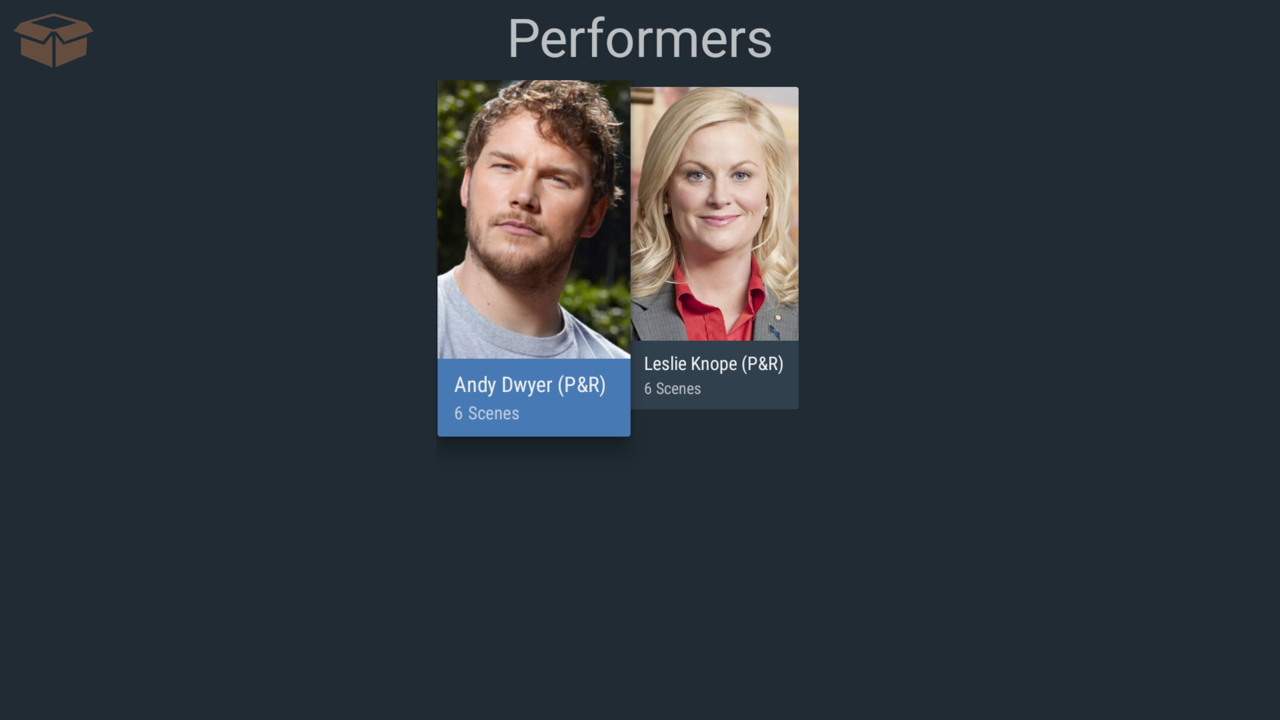 Performers
Andy Dwyer (P&R)
6 Scenes
Leslie Knope (P&R)
6 Scenes